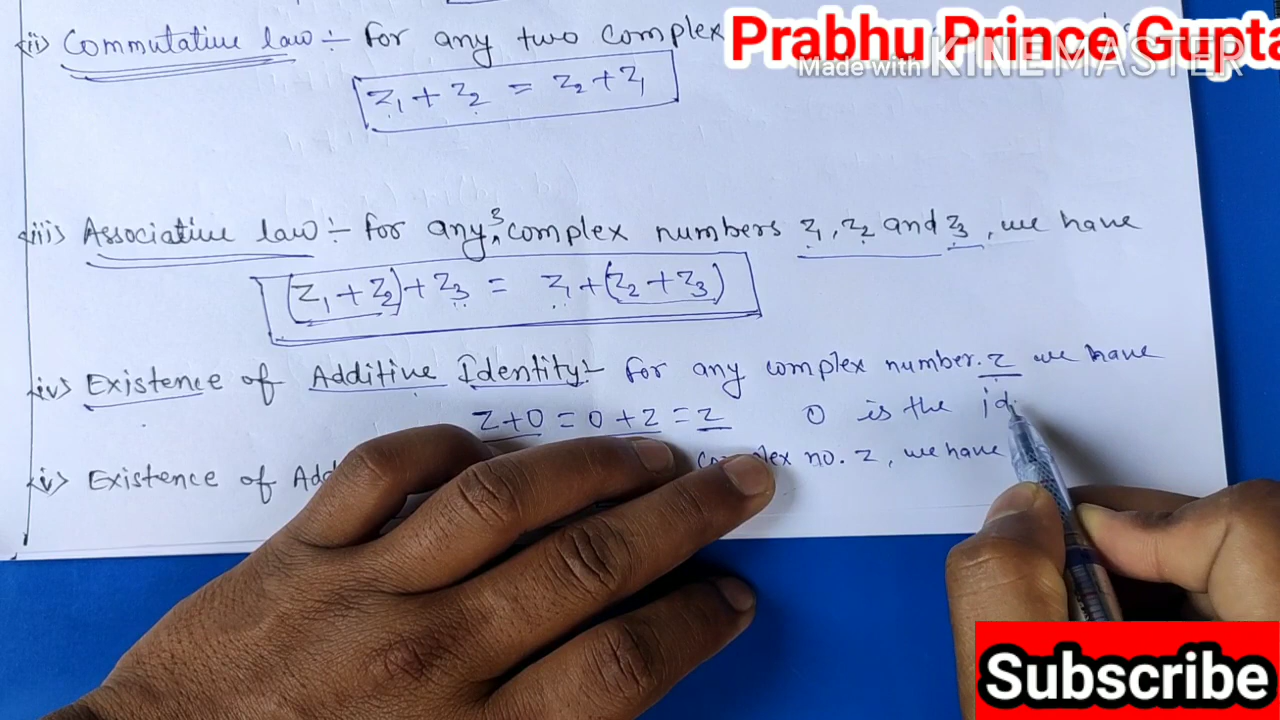 (ii) Commutative law :- for any two complex
Prabhu Prince Gupta
Made with KINEMASTER
z1 + z2 = z2 + z1
(iii) Associative law :- for any 3 complex numbers z1, z2 and z3, we have
(z1 + z2) + z3 = z1 + (z2 + z3)
(iv) Existence of Additive Identity :- for any complex number z we have
z+0 = 0+z = z 0 is the id
(v) Existence of Add complex no. z, we have
Subscribe